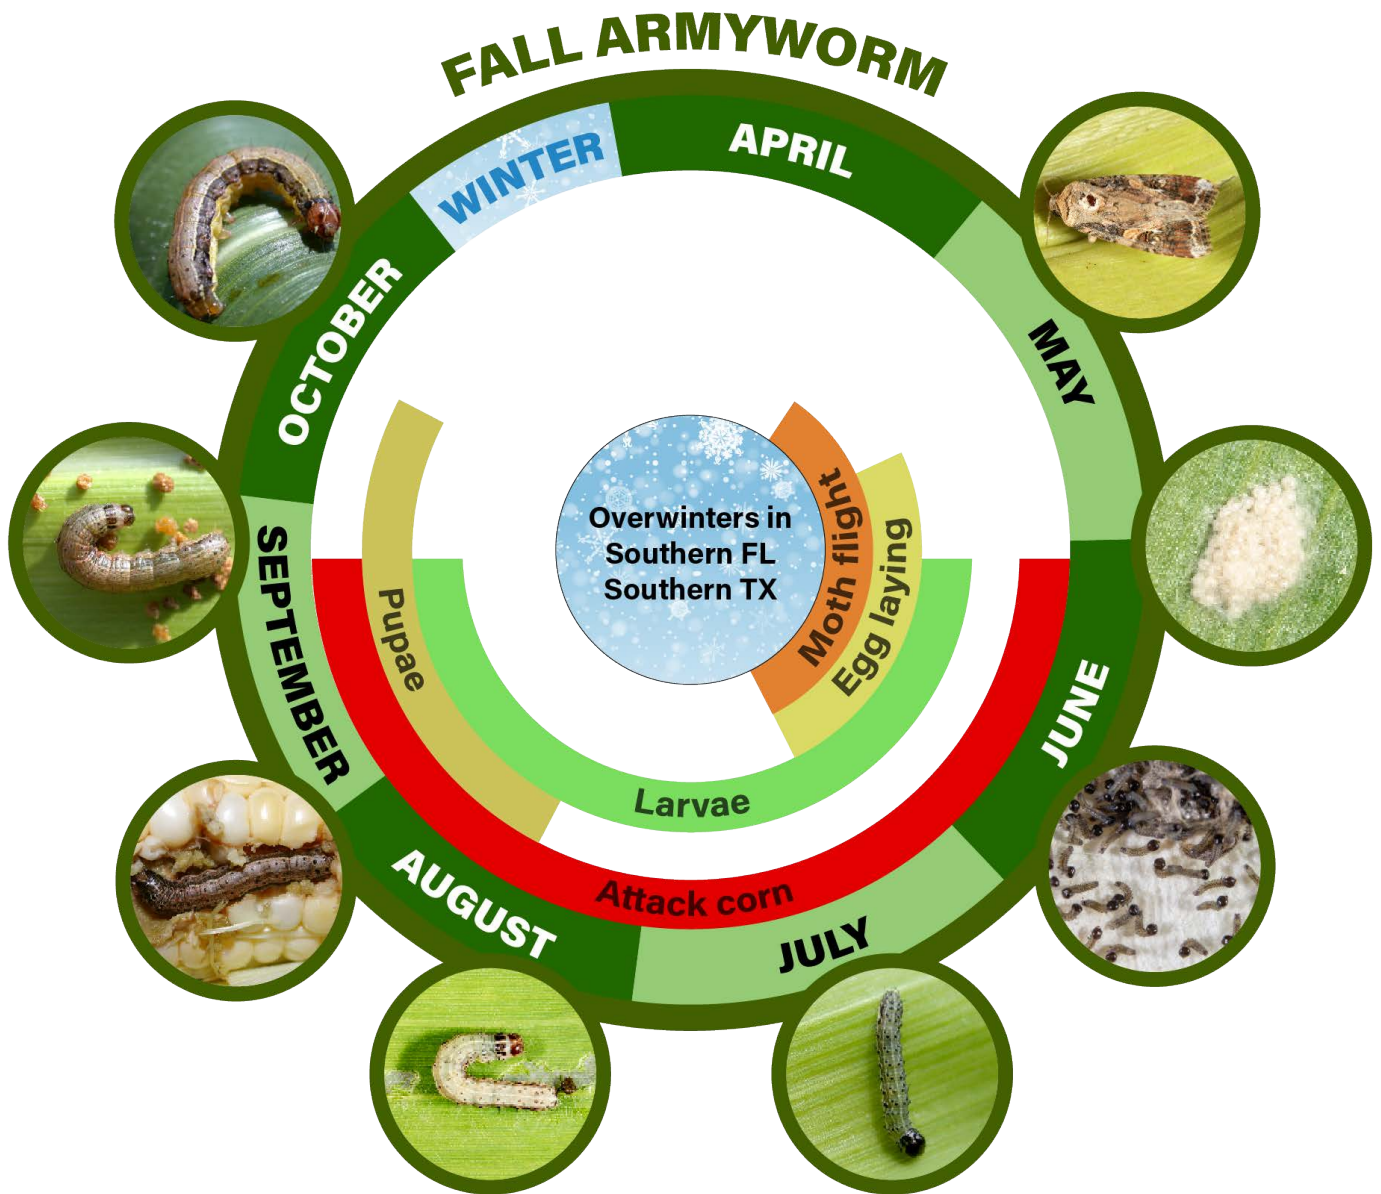 FALL ARMYWORM
WINTER
APRIL
MAY
JUNE
JULY
AUGUST
SEPTEMBER
OCTOBER
Overwinters in
Southern FL
Southern TX
Moth flight
Egg laying
Larvae
Pupae
Attack corn